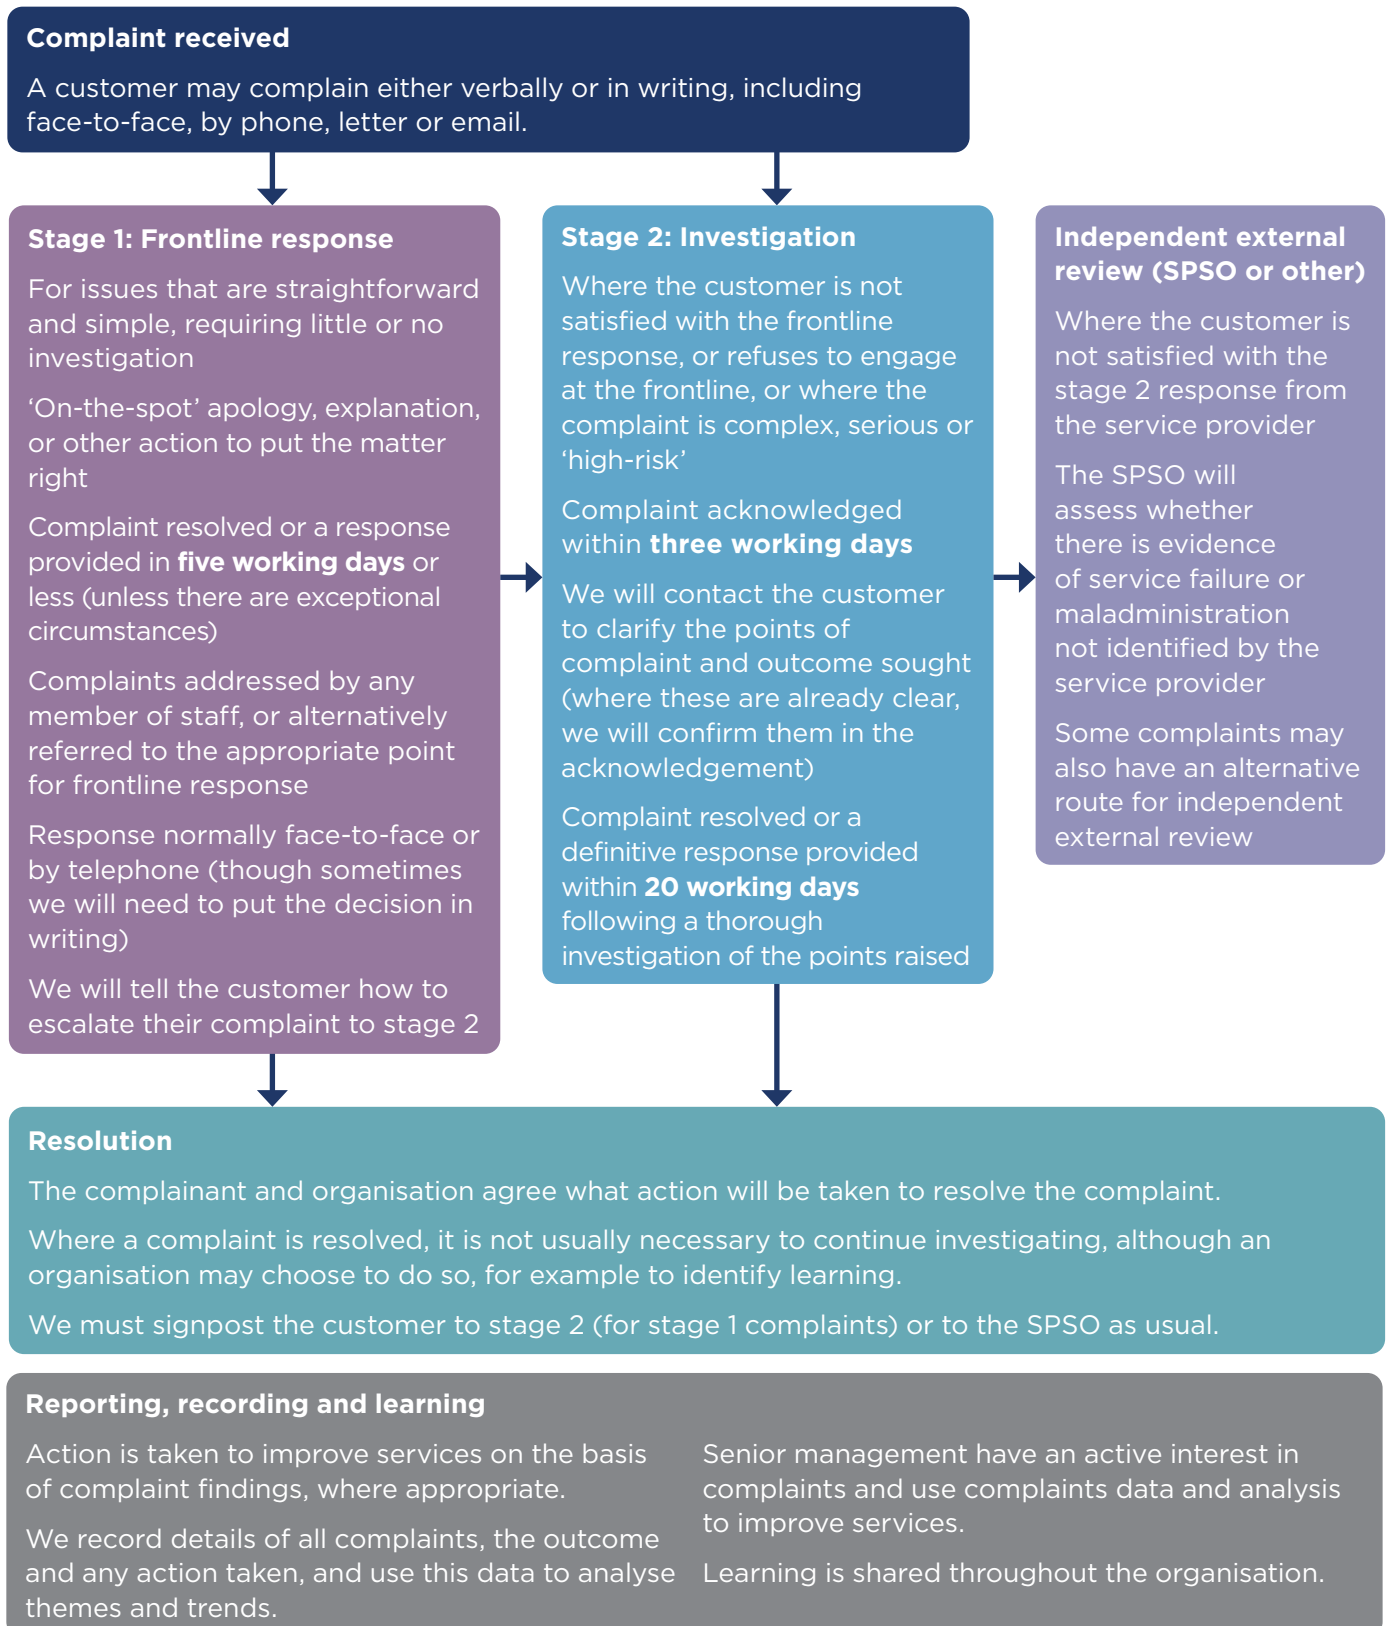 Complaint received
A customer may complain either verbally or in writing, including
face-to-face, by phone, letter or email.
Stage 1: Frontline response
For issues that are straightforward
and simple, requiring little or no
investigation
‘On-the-spot’ apology, explanation,
or other action to put the matter
right
Complaint resolved or a response
provided in five working days or
less (unless there are exceptional
circumstances)
Complaints addressed by any
member of staff, or alternatively
referred to the appropriate point
for frontline response
Response normally face-to-face or
by telephone (though sometimes
we will need to put the decision in
writing)
We will tell the customer how to
escalate their complaint to stage 2
Stage 2: Investigation
Where the customer is not
satisfied with the frontline
response, or refuses to engage
at the frontline, or where the
complaint is complex, serious or
‘high-risk’
Complaint acknowledged
within three working days
We will contact the customer
to clarify the points of
complaint and outcome sought
(where these are already clear,
we will confirm them in the
acknowledgement)
Complaint resolved or a
definitive response provided
within 20 working days
following a thorough
investigation of the points raised
Independent external
review (SPSO or other)
Where the customer is
not satisfied with the
stage 2 response from
the service provider
The SPSO will
assess whether
there is evidence
of service failure or
maladministration
not identified by the
service provider
Some complaints may
also have an alternative
route for independent
external review
Resolution
The complainant and organisation agree what action will be taken to resolve the complaint.
Where a complaint is resolved, it is not usually necessary to continue investigating, although an
organisation may choose to do so, for example to identify learning.
We must signpost the customer to stage 2 (for stage 1 complaints) or to the SPSO as usual.
Reporting, recording and learning
Action is taken to improve services on the basis
of complaint findings, where appropriate.
We record details of all complaints, the outcome
and any action taken, and use this data to analyse
themes and trends.
Senior management have an active interest in
complaints and use complaints data and analysis
to improve services.
Learning is shared throughout the organisation.